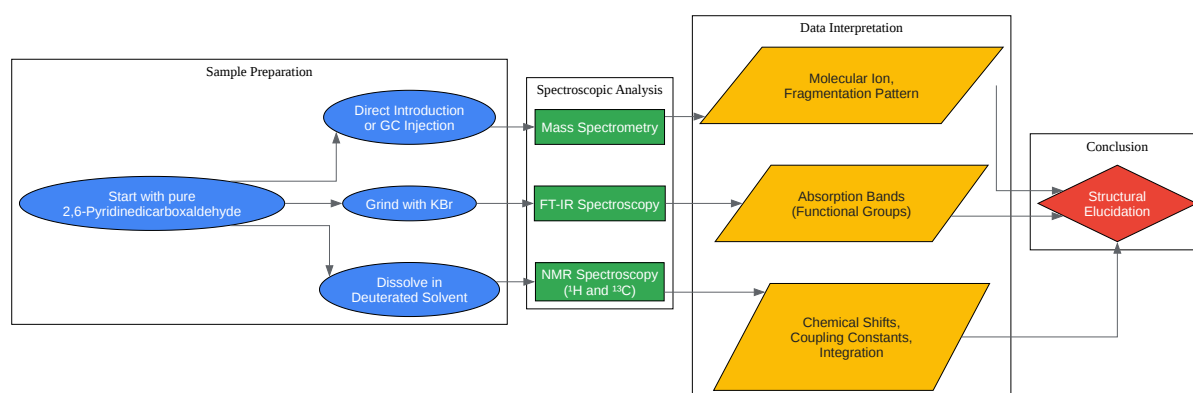 Sample Preparation
Start with pure
2,6-Pyridinedicarboxaldehyde
Direct Introduction
or GC Injection
Grind with KBr
Dissolve in
Deuterated Solvent
Spectroscopic Analysis
Mass Spectrometry
FT-IR Spectroscopy
NMR Spectroscopy
(¹H and ¹³C)
Data Interpretation
Molecular Ion,
Fragmentation Pattern
Absorption Bands
(Functional Groups)
Chemical Shifts,
Coupling Constants,
Integration
Conclusion
Structural
Elucidation